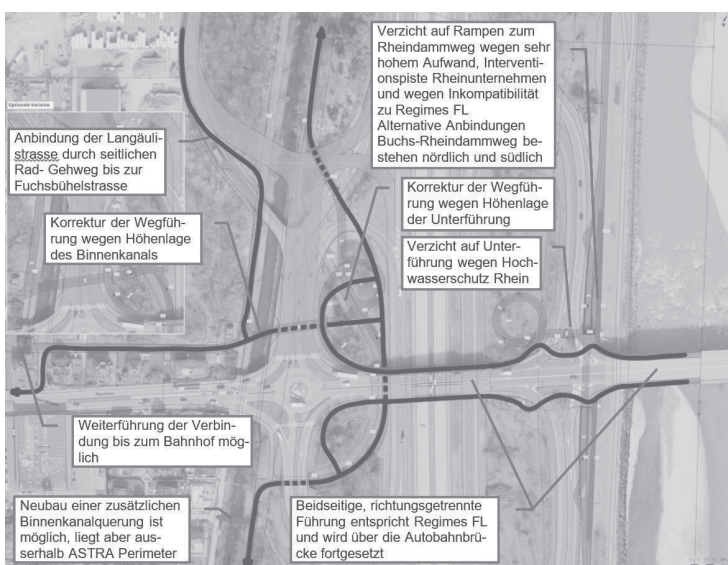 Verzicht auf Rampen zum
Rheindammweg wegen sehr
hohem Aufwand, Interventi-
onspiste Rheinunternehmen
und wegen Inkompatibilität
zu Regimes FL
Alternative Anbindungen
Buchs-Rheindammweg be-
stehen nördlich und südlich
Optionale Variante
Anbindung der Langäuli-
strasse durch seitlichen
Rad- Gehweg bis zur
Fuchsbühelstrasse
Korrektur der Wegfüh-
rung wegen Höhenlage
der Unterführung
Korrektur der Wegfüh-
rung wegen Höhenlage
des Binnenkanals
Verzicht auf Unter-
führung wegen Hoch-
wasserschutz Rhein
Weiterführung der Verbin-
dung bis zum Bahnhof mög-
lich
Neubau einer zusätzlichen
Binnenkanalquerung ist
möglich, liegt aber aus-
serhalb ASTRA Perimeter
Beidseitige, richtungsgetrennte
Führung entspricht Regimes FL
und wird über die Autobahnbrü-
cke fortgesetzt